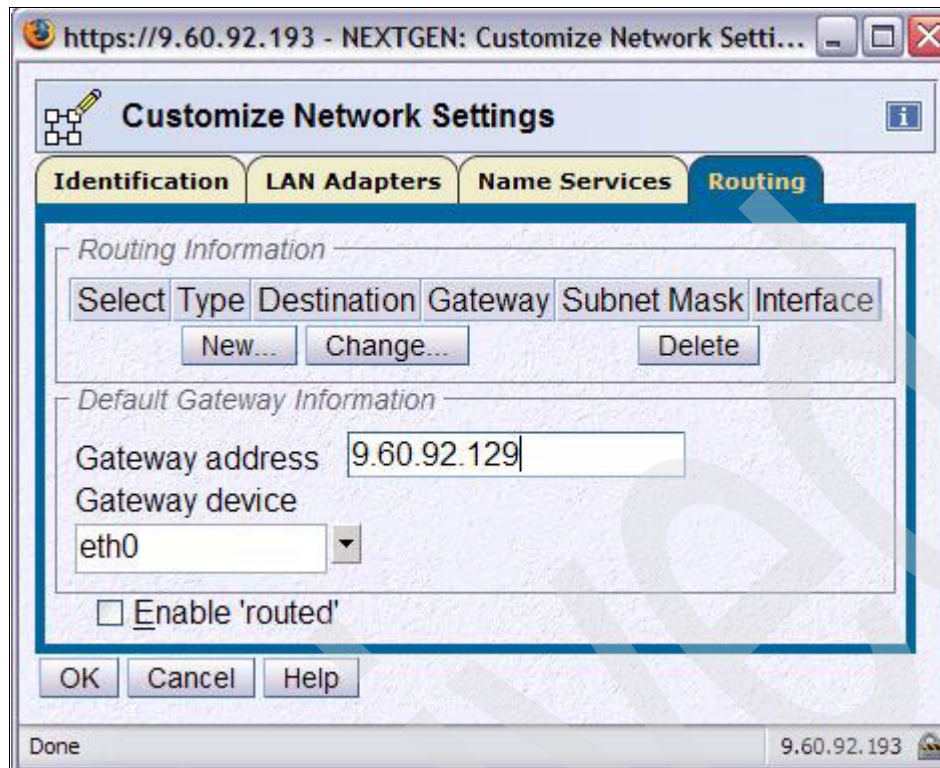 https://9.60.92.193 - NEXTGEN: Customize Network Setti...
Customize Network Settings
i
Identification LAN Adapters Name Services Routing
Routing Information
Select Type Destination Gateway Subnet Mask Interface
New... Change... Delete
Default Gateway Information
Gateway address 9.60.92.129
Gateway device
eth0
Enable 'routed'
OK Cancel Help
Done 9.60.92.193